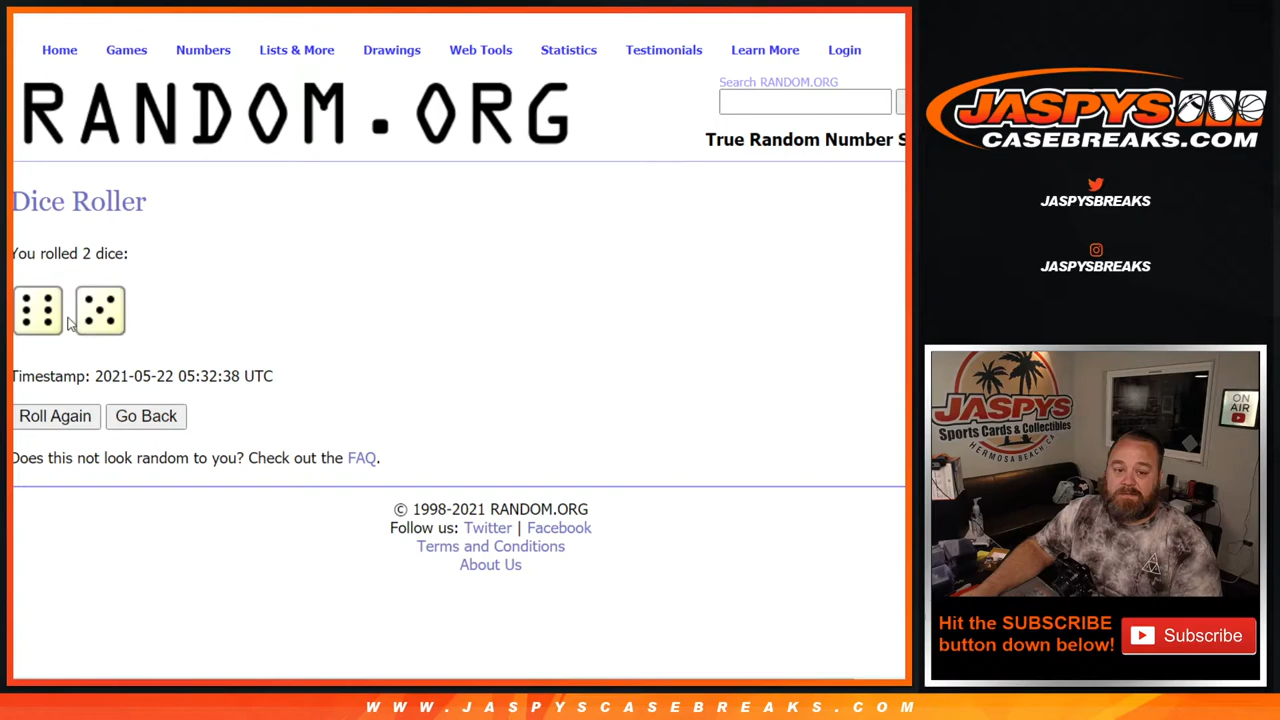 Home Games Numbers Lists & More Drawings Web Tools Statistics Testimonials Learn More Login
RANDOM.ORG
Search RANDOM.ORG
True Random Number S
Dice Roller
You rolled 2 dice:
Timestamp: 2021-05-22 05:32:38 UTC
Roll Again Go Back
Does this not look random to you? Check out the FAQ.
© 1998-2021 RANDOM.ORG
Follow us: Twitter | Facebook
Terms and Conditions
About Us
JASPYS
CASEBREAKS.COM
JASPYSBREAKS
JASPYSBREAKS
JASPYS
Sports Cards & Collectibles
HERMOSA BEACH, CA
ON
AIR
Hit the SUBSCRIBE
button down below!
Subscribe
WWW.JASPYSCASEBREAKS.COM